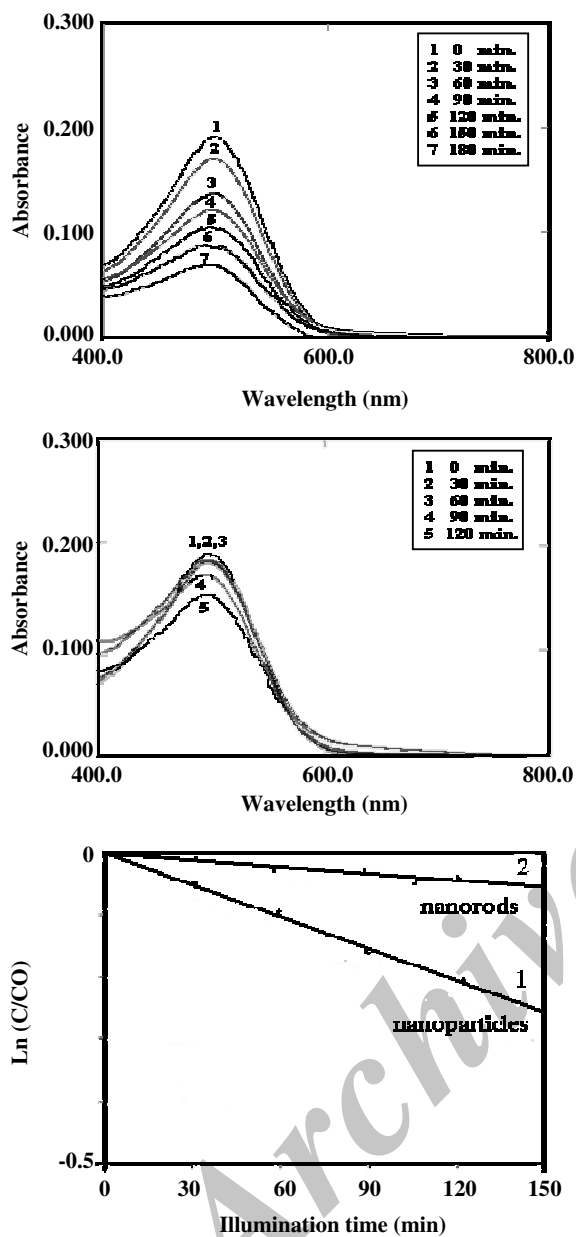 0.300
1 0 min.
2 30 min.
3 60 min.
4 90 min.
5 120 min.
6 150 min.
7 180 min.
0.200
0.100
0.000
1
2
3
4
5
6
7
400.0 600.0 800.0
Absorbance
Wavelength (nm)
0.300
1 0 min.
2 30 min.
3 60 min.
4 90 min.
5 120 min.
0.200
0.100
0.000
1,2,3
4
5
400.0 600.0 800.0
Absorbance
Wavelength (nm)
0
-0.5
2
nanorods
1
nanoparticles
Ln (C/CO)
0 30 60 90 120 150
Illumination time (min)
Archive